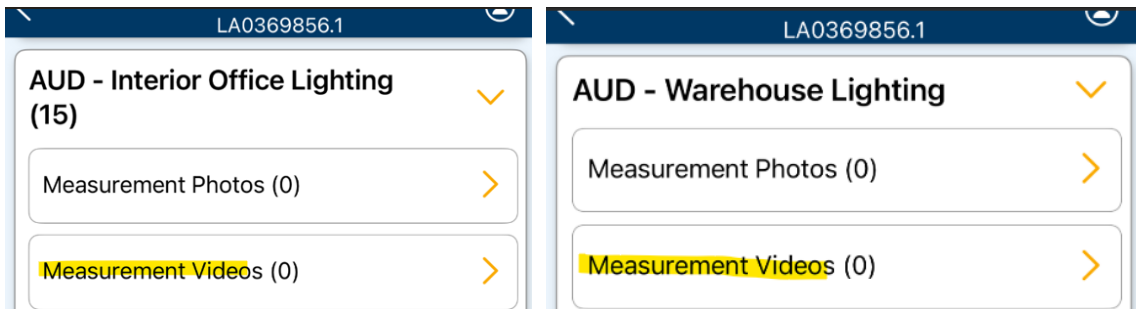 LA0369856.1
AUD - Interior Office Lighting
(15)
Measurement Photos (0)
Measurement Videos (0)
LA0369856.1
AUD - Warehouse Lighting
Measurement Photos (0)
Measurement Videos (0)